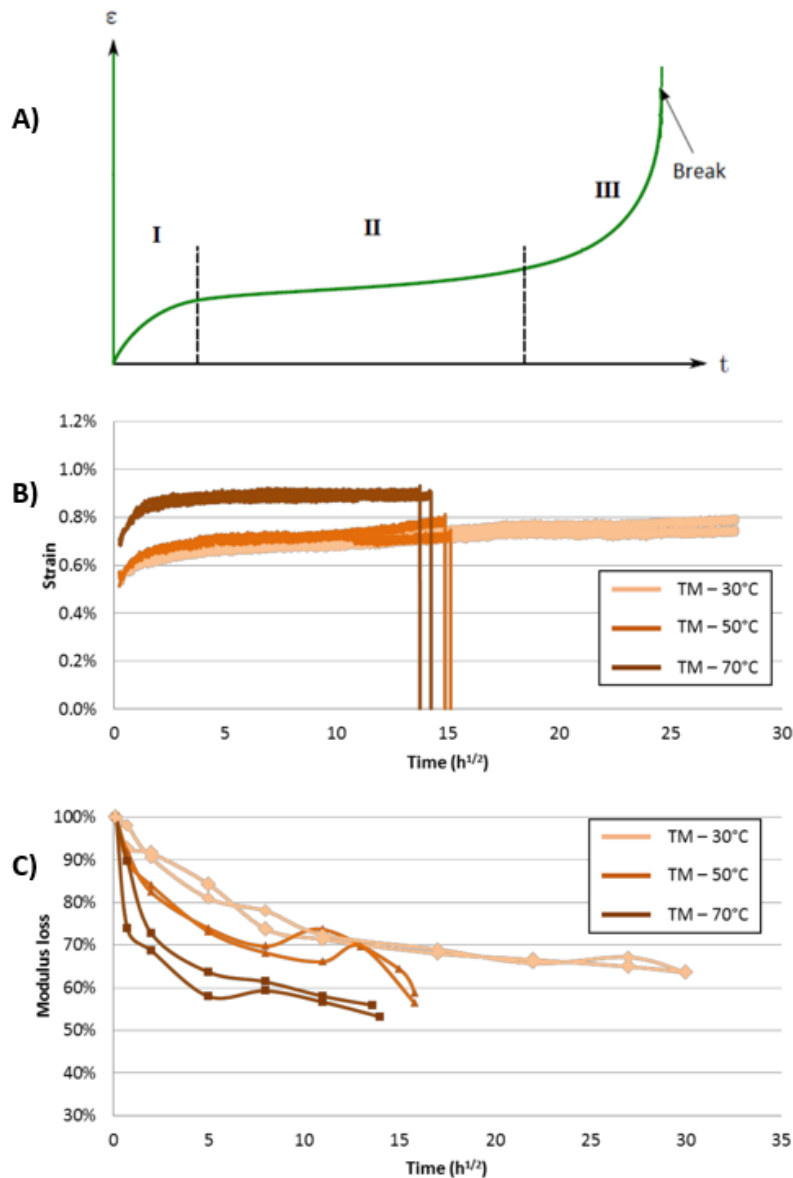 ε
A)
I
II
III
Break
t
B)
1.2%
1.0%
0.8%
0.6%
0.4%
0.2%
0.0%
Strain
TM – 30°C
TM – 50°C
TM – 70°C
0 5 10 15 20 25 30
Time (h1/2)
C)
100%
90%
80%
70%
60%
50%
40%
30%
Modulus loss
TM – 30°C
TM – 50°C
TM – 70°C
0 5 10 15 20 25 30 35
Time (h1/2)